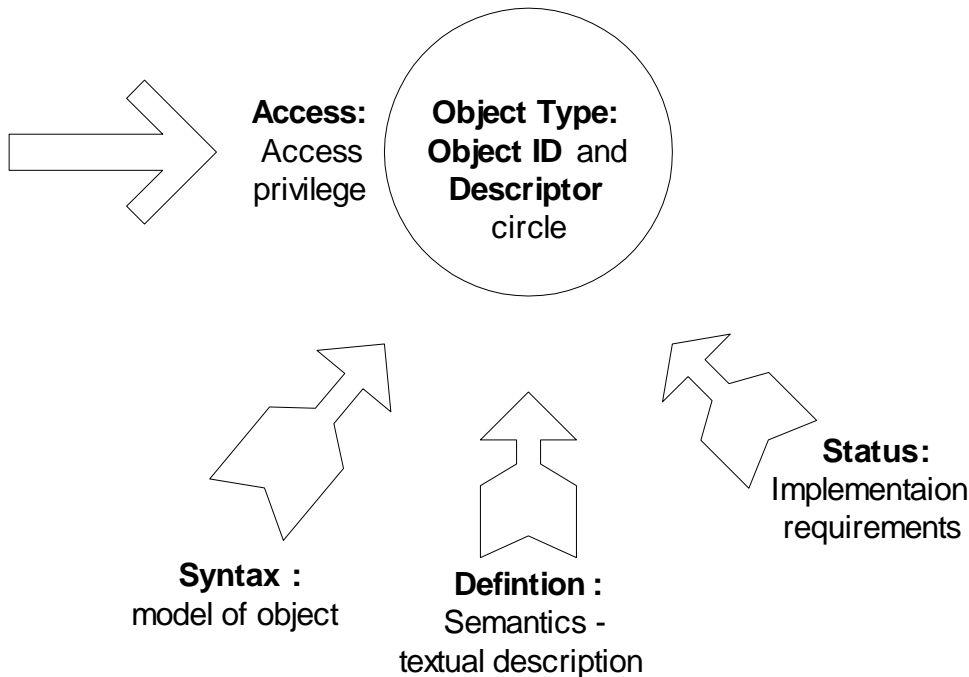 Access:
Access
privilege
Object Type:
Object ID and
Descriptor
circle
Status:
Implementaion
requirements
Syntax :
model of object
Defintion :
Semantics -
textual description